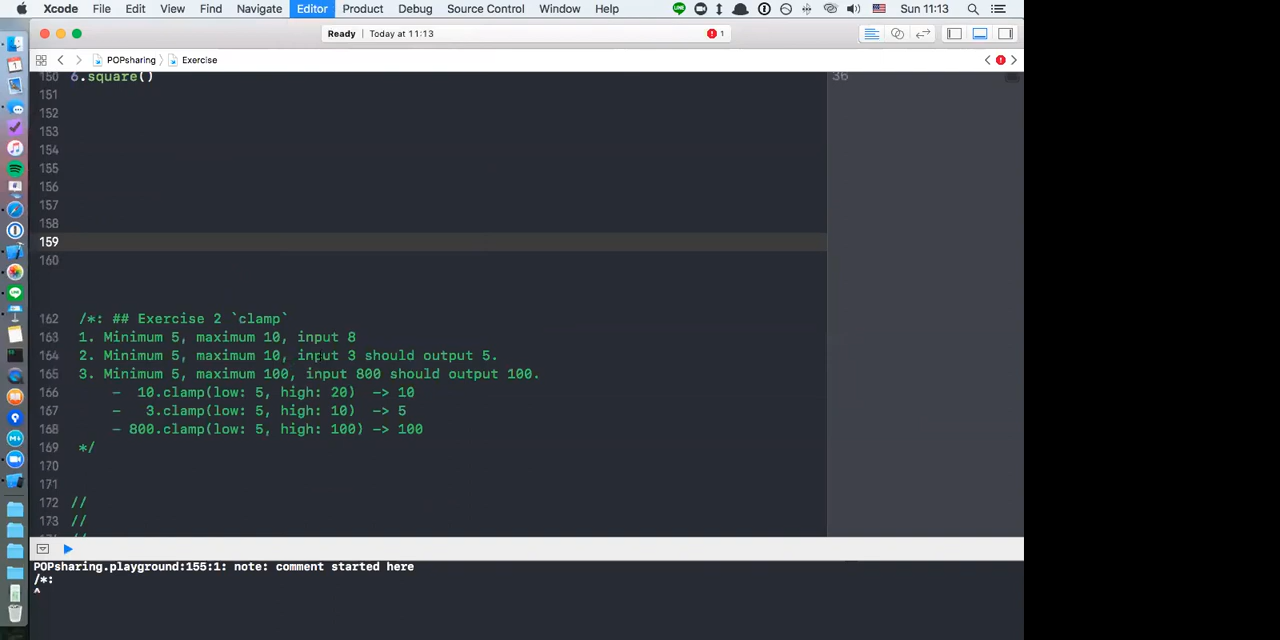 Xcode File Edit View Find Navigate Editor Product Debug Source Control Window Help Sun 11:13
Ready | Today at 11:13 1
POPsharing Exercise
150 6.square() 36
151
152
153
154
155
156
157
158
159
160
162 /*: ## Exercise 2 `clamp`
163 1. Minimum 5, maximum 10, input 8
164 2. Minimum 5, maximum 10, input 3 should output 5.
165 3. Minimum 5, maximum 100, input 800 should output 100.
166 - 10.clamp(low: 5, high: 20) -> 10
167 - 3.clamp(low: 5, high: 10) -> 5
168 - 800.clamp(low: 5, high: 100) -> 100
169 */
170
171
172 //
173 //
POPsharing.playground:155:1: note: comment started here
/*:
^